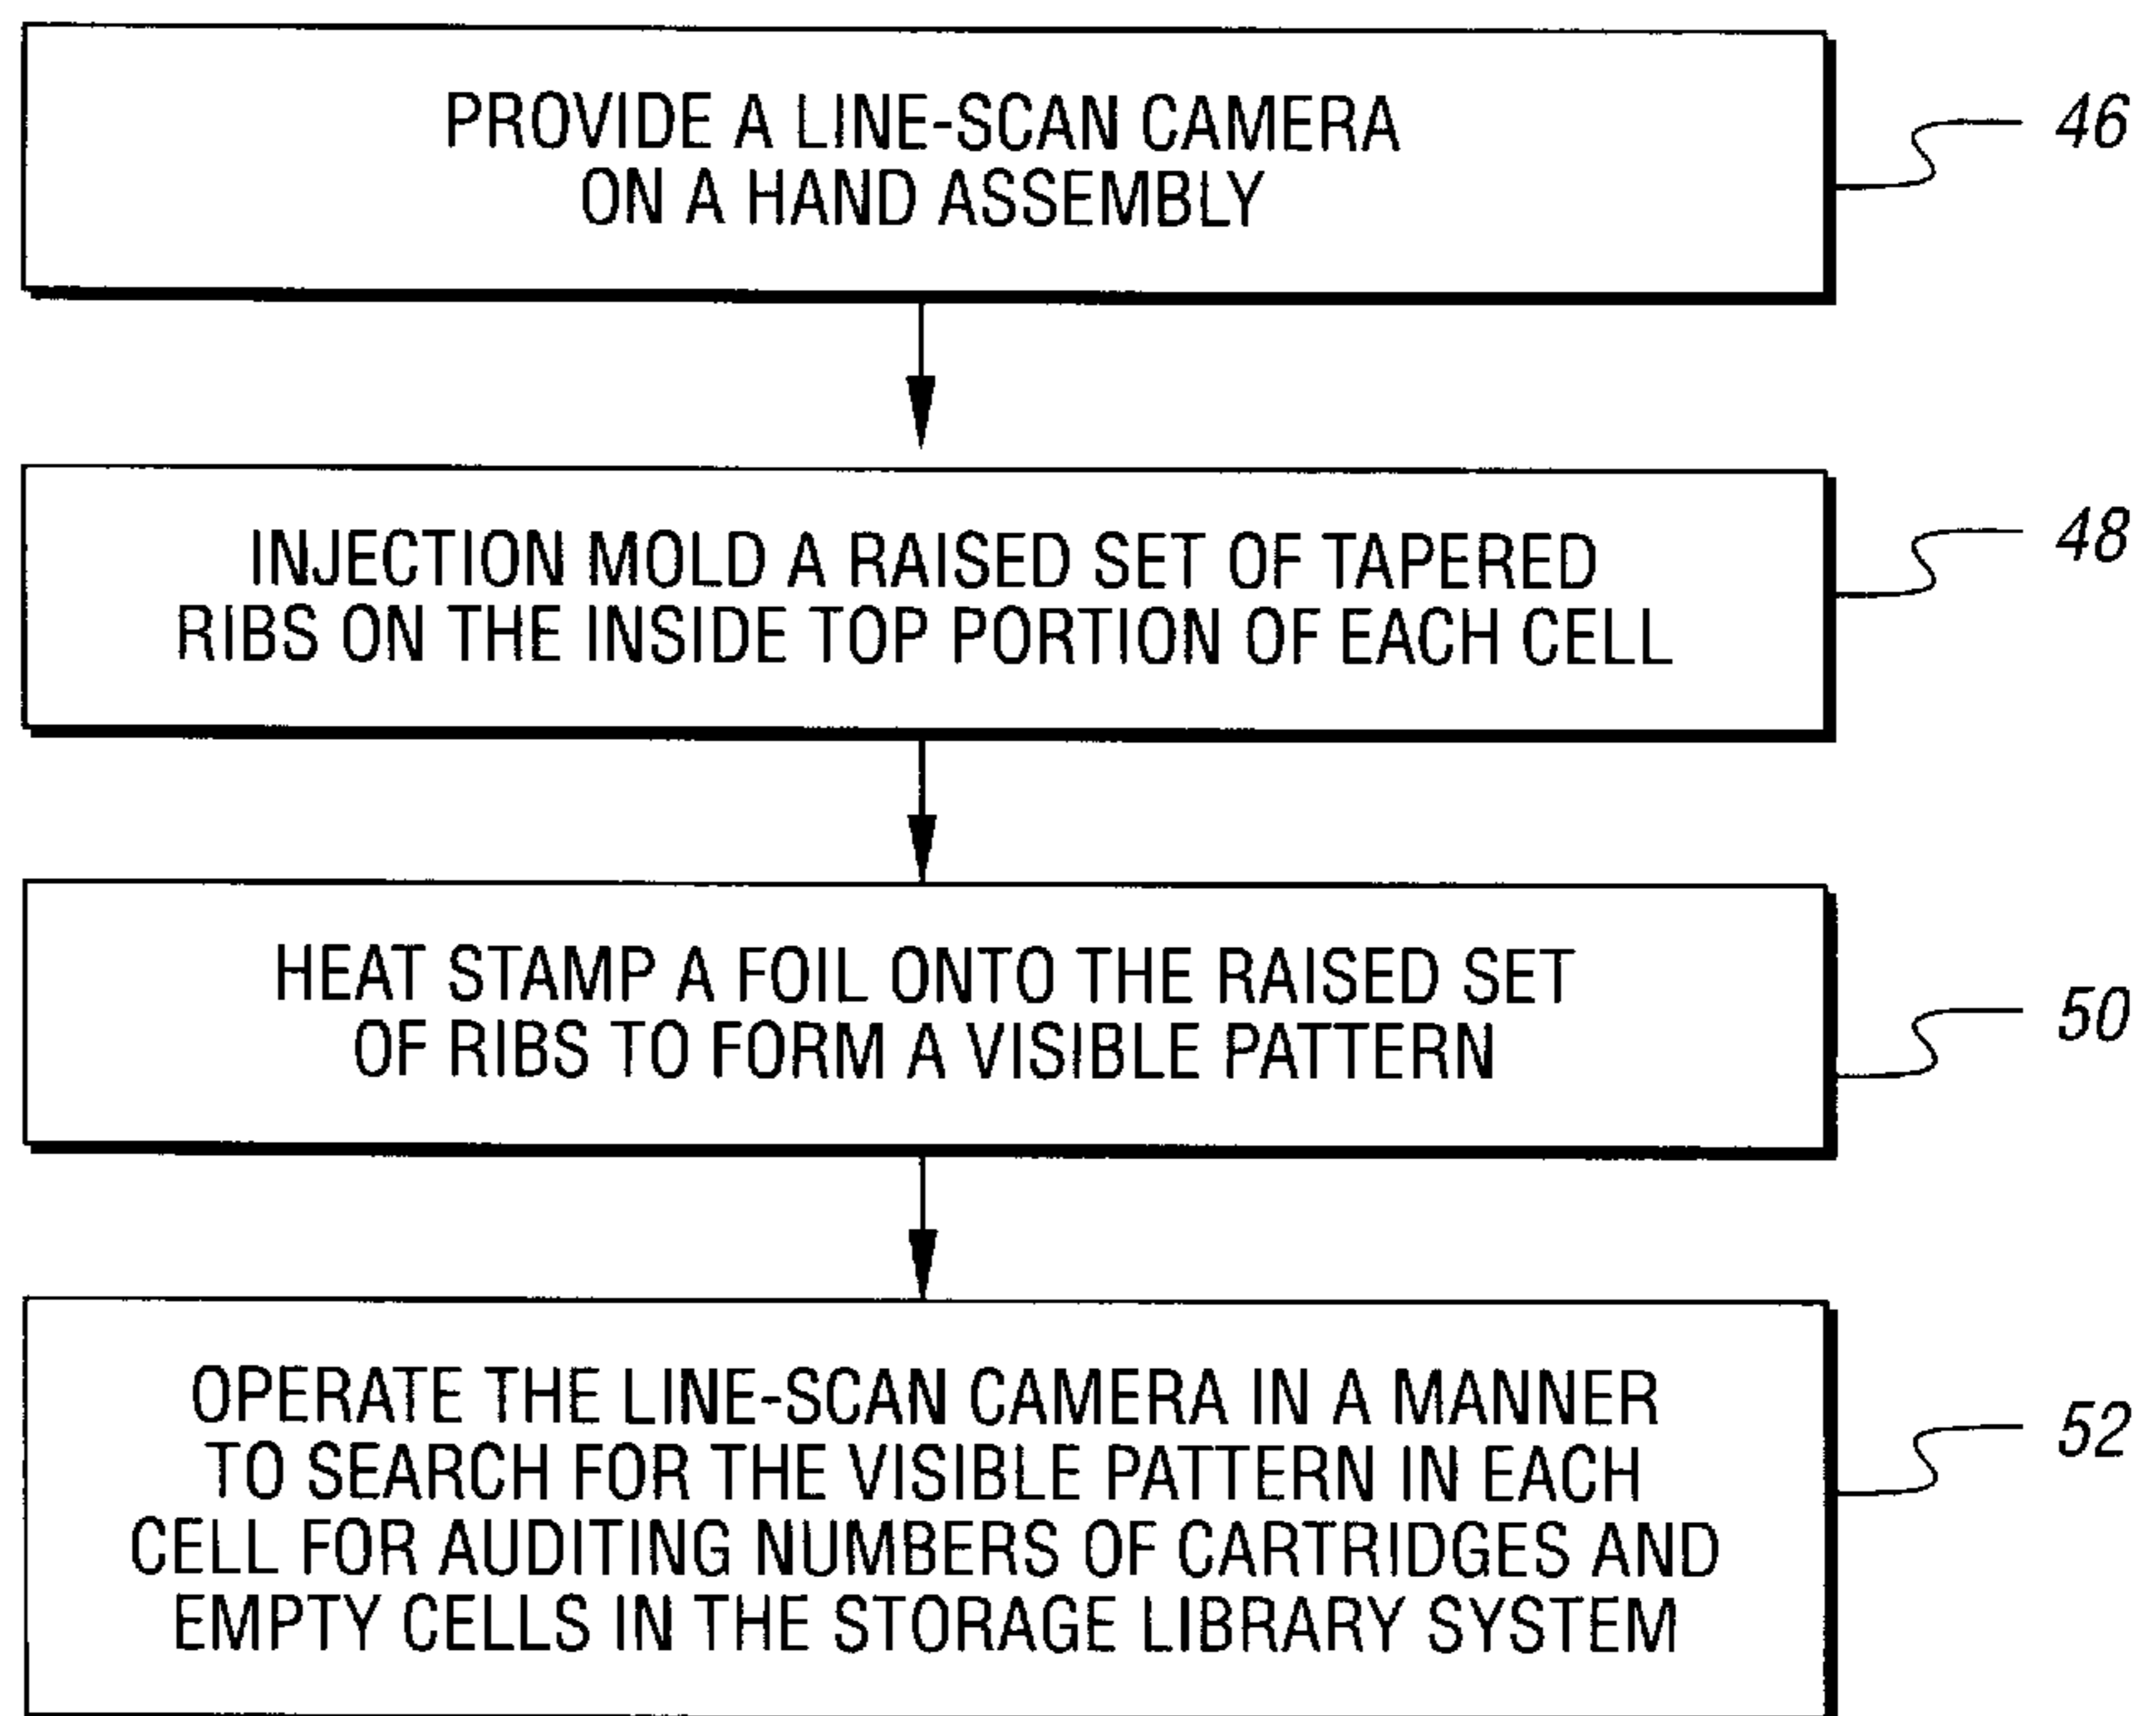 PROVIDE A LINE-SCAN CAMERA
ON A HAND ASSEMBLY
46
INJECTION MOLD A RAISED SET OF TAPERED
RIBS ON THE INSIDE TOP PORTION OF EACH CELL
48
HEAT STAMP A FOIL ONTO THE RAISED SET
OF RIBS TO FORM A VISIBLE PATTERN
50
OPERATE THE LINE-SCAN CAMERA IN A MANNER
TO SEARCH FOR THE VISIBLE PATTERN IN EACH
CELL FOR AUDITING NUMBERS OF CARTRIDGES AND
EMPTY CELLS IN THE STORAGE LIBRARY SYSTEM
52